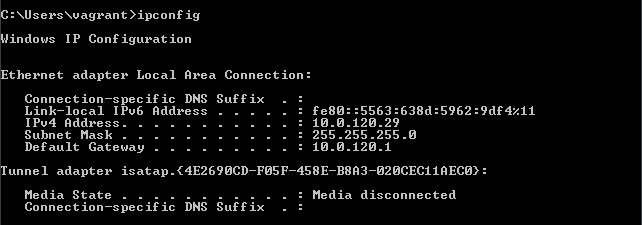 C:\Users\vagrant>ipconfig
Windows IP Configuration
Ethernet adapter Local Area Connection:
Connection-specific DNS Suffix . :
Link-local IPv6 Address . . . . . : fe80::5563:638d:5962:9df4%11
IPv4 Address. . . . . . . . . . . : 10.0.120.29
Subnet Mask . . . . . . . . . . . : 255.255.255.0
Default Gateway . . . . . . . . . : 10.0.120.1
Tunnel adapter isatap.{4E2690CD-F05F-458E-B8A3-020CEC11AEC0}:
Media State . . . . . . . . . . . : Media disconnected
Connection-specific DNS Suffix . :